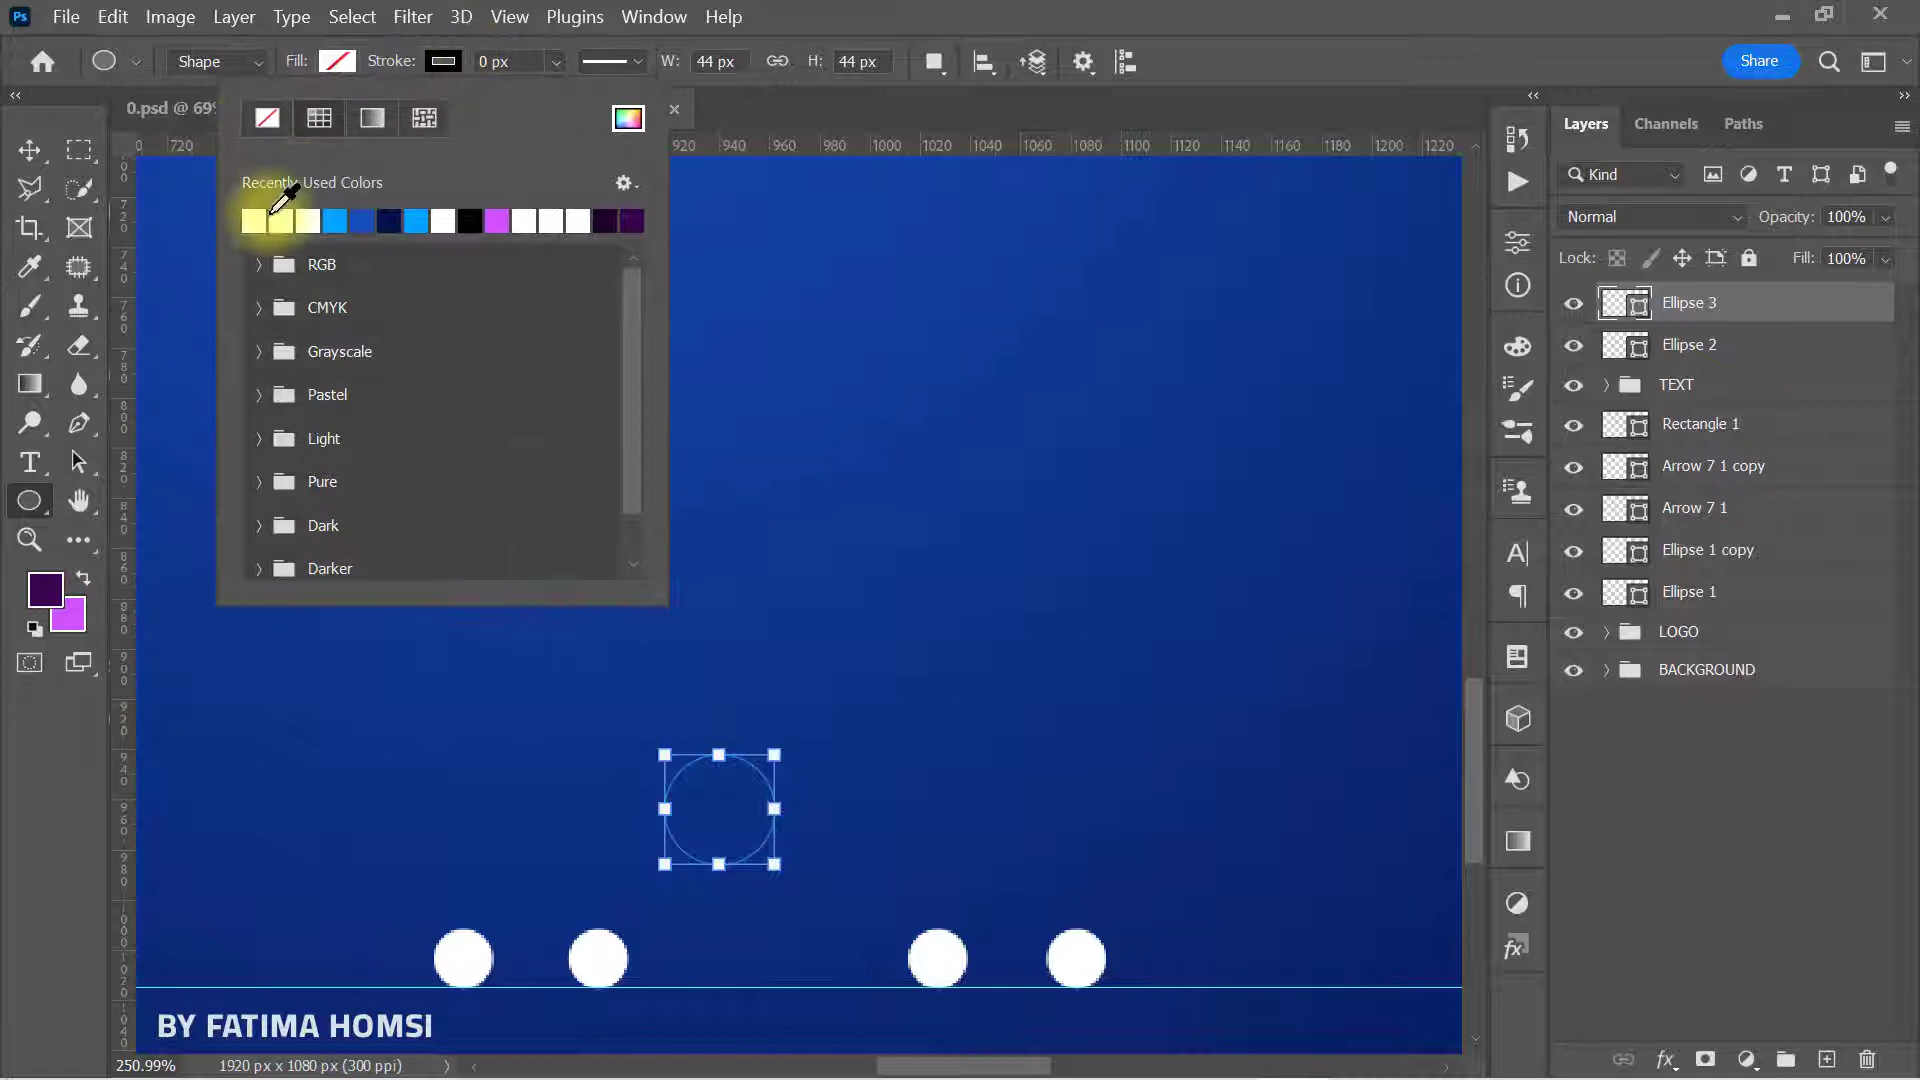 Ps File Edit Image Layer Select Type Filter 3D View Plugins Window Help
Shape Fill: Stroke: 0 px W: 44 px H: 44 px Share
0.psd @ 69%
Recently Used Colors
RGB
CMYK
Grayscale
Pastel
Light
Pure
Dark
Darker
0 720 920 940 960 980 1000 1020 1040 1060 1080 1100 1120 1140 1160 1180 1200 1220
BY FATIMA HOMSI
250.99% 1920 px x 1080 px (300 ppi)
Layers Channels Paths
Kind
Normal Opacity: 100%
Lock: Fill: 100%
Ellipse 3
Ellipse 2
TEXT
Rectangle 1
Arrow 7 1 copy
Arrow 7 1
Ellipse 1 copy
Ellipse 1
LOGO
BACKGROUND
fx